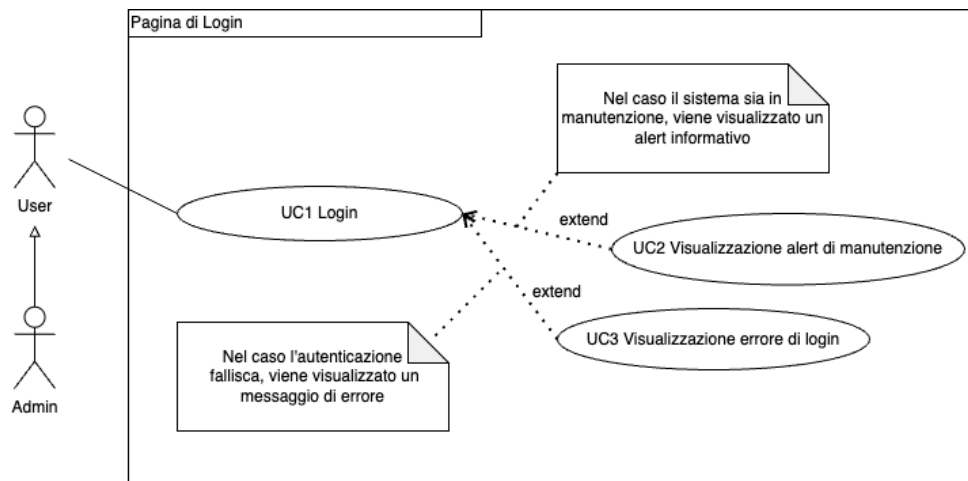 Pagina di Login
Nel caso il sistema sia in
manutenzione, viene visualizzato un
alert informativo
User
UC1 Login
extend
UC2 Visualizzazione alert di manutenzione
extend
UC3 Visualizzazione errore di login
Nel caso l'autenticazione
fallisca, viene visualizzato un
messaggio di errore
Admin